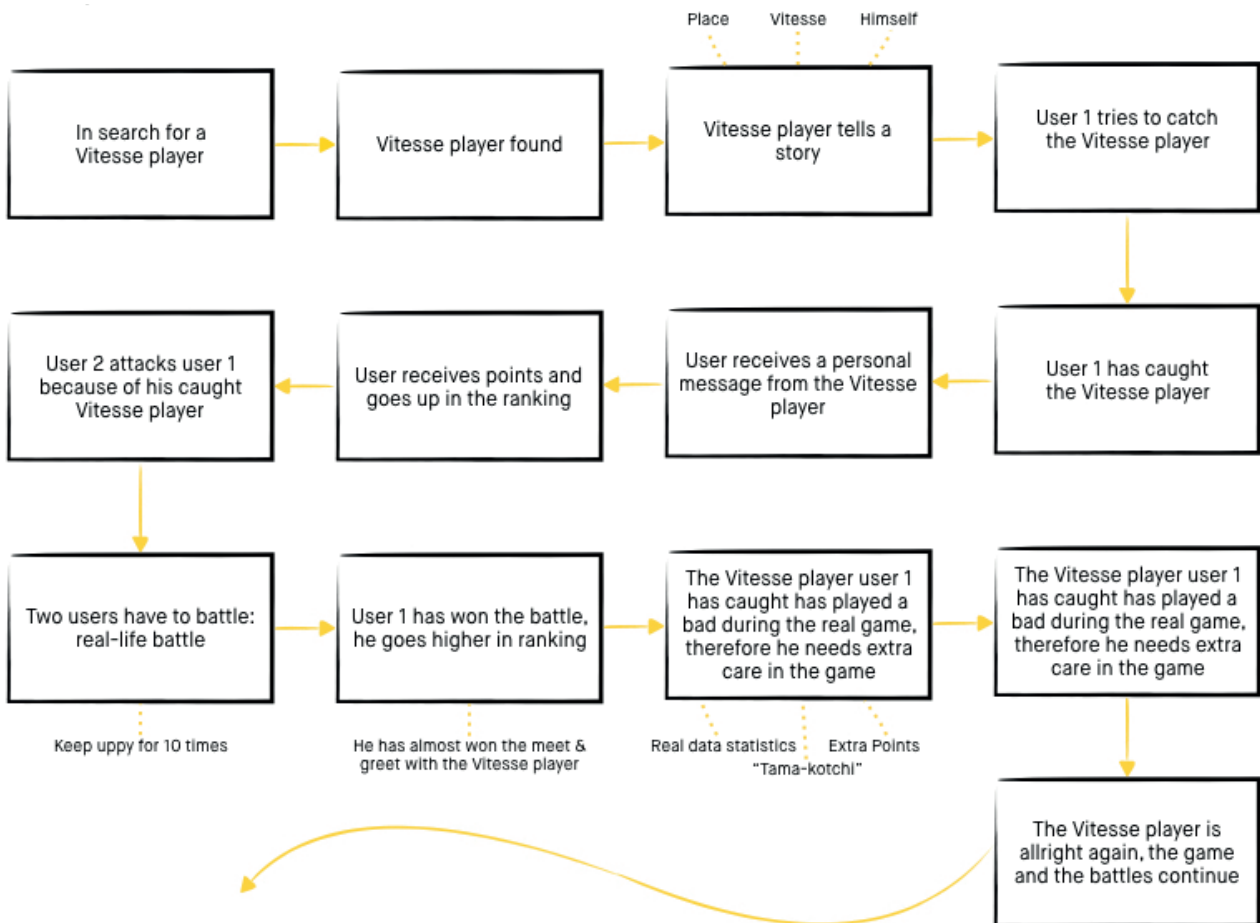 Place
Vitesse
Himself
In search for a
Vitesse player
Vitesse player found
Vitesse player tells a
story
User 1 tries to catch
the Vitesse player
User 1 has caught
the Vitesse player
User receives a personal
message from the Vitesse
player
User receives points and
goes up in the ranking
User 2 attacks user 1
because of his caught
Vitesse player
Two users have to battle:
real-life battle
Keep uppy for 10 times
User 1 has won the battle,
he goes higher in ranking
He has almost won the meet &
greet with the Vitesse player
The Vitesse player user 1
has caught has played a
bad during the real game,
therefore he needs extra
care in the game
Real data statistics
"Tama-kotchi"
Extra Points
The Vitesse player user 1
has caught has played a
bad during the real game,
therefore he needs extra
care in the game
The Vitesse player is
allright again, the game
and the battles continue